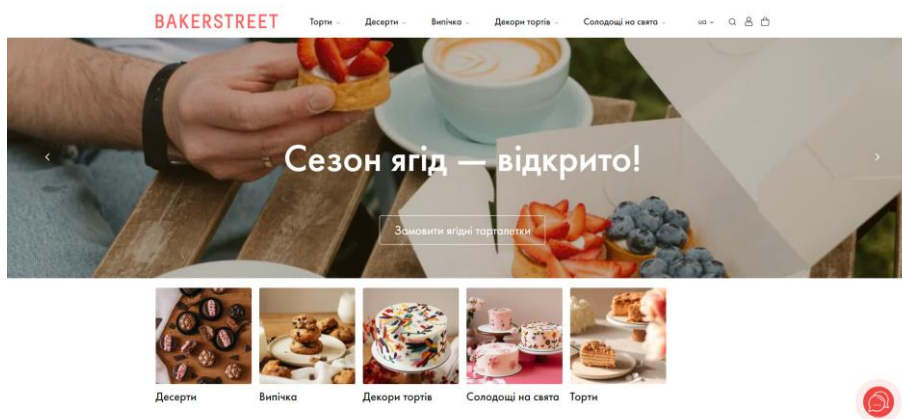 BAKERSTREET Торти Десерти Випічка Декори тортів Солодощі на свята ua
Сезон ягід — відкрито!
Замовити ягідні тарталетки
Десерти Випічка Декори тортів Солодощі на свята Торти